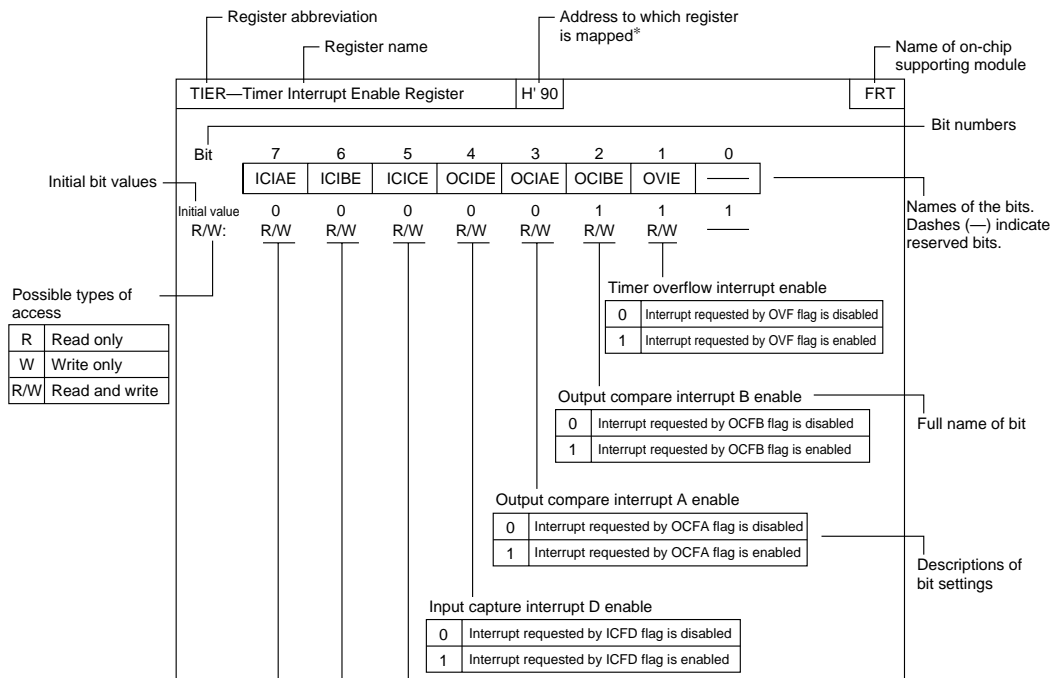 Register abbreviation
Register name
Address to which register
is mapped*
Name of on-chip
supporting module
TIER—Timer Interrupt Enable Register H' 90 FRT
Bit numbers
Bit 7 6 5 4 3 2 1 0
ICIAE ICIBE ICICE OCIDE OCIAE OCIBE OVIE —
Initial bit values
Initial value 0 0 0 0 0 1 1 1
R/W: R/W R/W R/W R/W R/W R/W R/W —
Names of the bits.
Dashes (—) indicate
reserved bits.
Possible types of
access
R Read only
W Write only
R/W Read and write
Timer overflow interrupt enable
0 Interrupt requested by OVF flag is disabled
1 Interrupt requested by OVF flag is enabled
Output compare interrupt B enable
0 Interrupt requested by OCFB flag is disabled
1 Interrupt requested by OCFB flag is enabled
Full name of bit
Output compare interrupt A enable
0 Interrupt requested by OCFA flag is disabled
1 Interrupt requested by OCFA flag is enabled
Descriptions of
bit settings
Input capture interrupt D enable
0 Interrupt requested by ICFD flag is disabled
1 Interrupt requested by ICFD flag is enabled